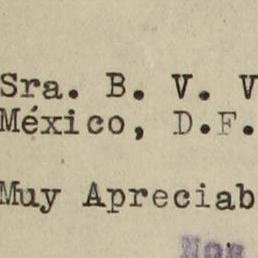 Sra. B. V. V
México, D.F.
Muy Apreciab